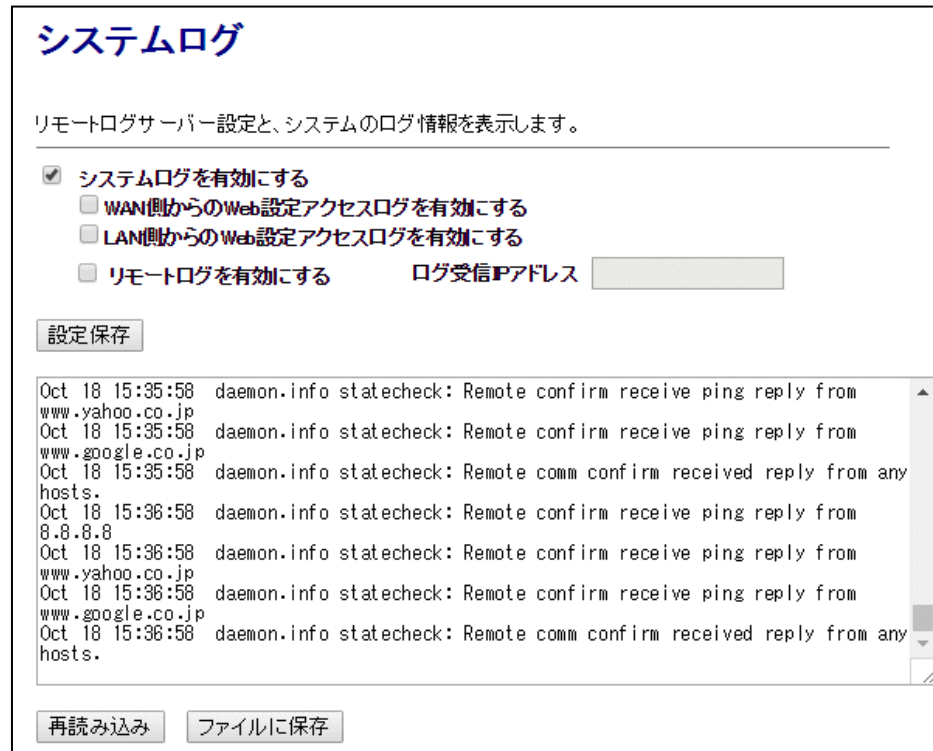 システムログ
リモートログサーバー設定と、システムのログ情報を表示します。
システムログを有効にする
WAN側からのWeb設定アクセスログを有効にする
LAN側からのWeb設定アクセスログを有効にする
リモートログを有効にする ログ受信IPアドレス
設定保存
Oct 18 15:35:58 daemon.info statecheck: Remote confirm receive ping reply from
www.yahoo.co.jp
Oct 18 15:35:58 daemon.info statecheck: Remote confirm receive ping reply from
www.google.co.jp
Oct 18 15:35:58 daemon.info statecheck: Remote comm confirm received reply from any
hosts.
Oct 18 15:36:58 daemon.info statecheck: Remote confirm receive ping reply from
8.8.8.8
Oct 18 15:36:58 daemon.info statecheck: Remote confirm receive ping reply from
www.yahoo.co.jp
Oct 18 15:36:58 daemon.info statecheck: Remote confirm receive ping reply from
www.google.co.jp
Oct 18 15:36:58 daemon.info statecheck: Remote comm confirm received reply from any
hosts.
再読み込み ファイルに保存